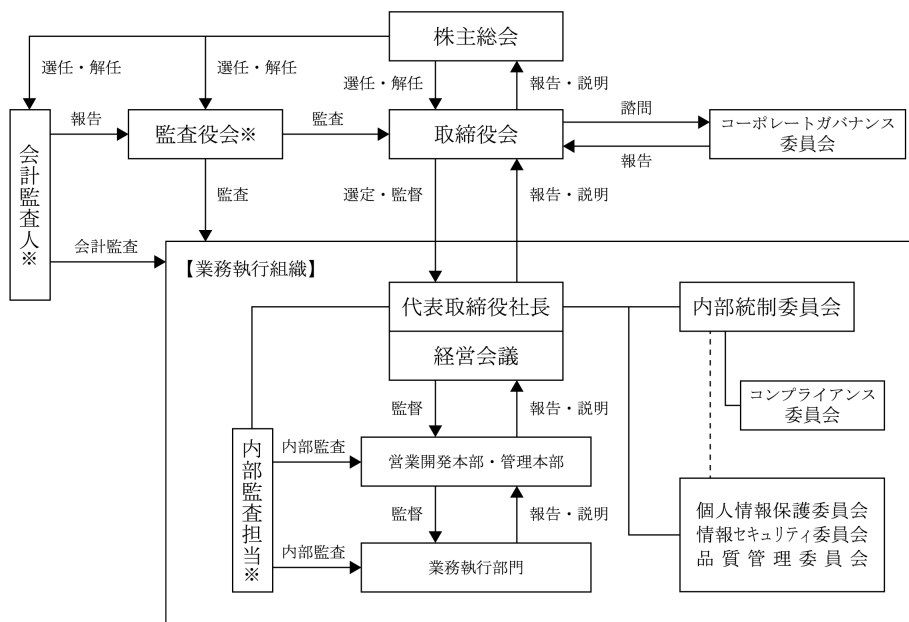 株主総会
選任・解任
選任・解任
選任・解任
報告・説明
会計監査人※
報告
監査役会※
監査
取締役会
諮問
報告
コーポレートガバナンス
委員会
監査
選定・監督
報告・説明
会計監査
【業務執行組織】
代表取締役社長
経営会議
内部統制委員会
コンプライアンス
委員会
監督
報告・説明
内部監査担当※
内部監査
営業開発本部・管理本部
監督
報告・説明
内部監査
業務執行部門
個人情報保護委員会
情報セキュリティ委員会
品質管理委員会